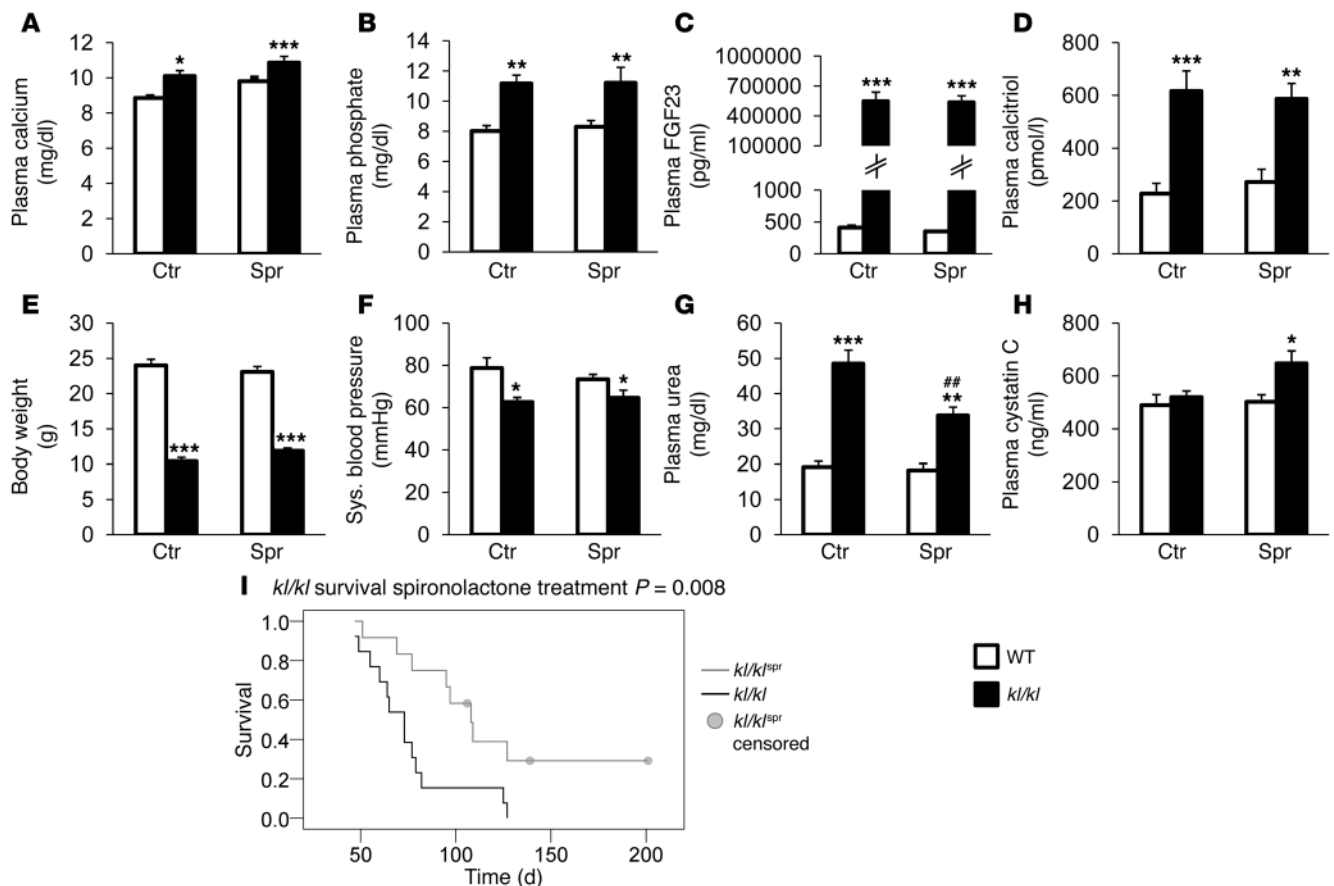 A
Plasma calcium
(mg/dl)
12
10
8
6
4
2
0
*
***
Ctr
Spr
B
Plasma phosphate
(mg/dl)
14
12
10
8
6
4
2
0
**
**
Ctr
Spr
C
Plasma FGF23
(pg/ml)
1000000
700000
400000
100000
1000
500
0
***
***
Ctr
Spr
D
Plasma calcitriol
(pmol/l)
800
600
400
200
0
***
**
Ctr
Spr
E
Body weight
(g)
30
25
20
15
10
5
0
***
***
Ctr
Spr
F
Sys. blood pressure
(mmHg)
100
80
60
40
20
0
*
*
Ctr
Spr
G
Plasma urea
(mg/dl)
60
50
40
30
20
10
0
***
##
**
Ctr
Spr
H
Plasma cystatin C
(ng/ml)
800
600
400
200
0
*
Ctr
Spr
I kl/kl survival spironolactone treatment P = 0.008
Survival
1.0
0.8
0.6
0.4
0.2
0.0
50
100
150
200
Time (d)
kl/kl^spr
kl/kl
kl/kl^spr
censored
WT
kl/kl